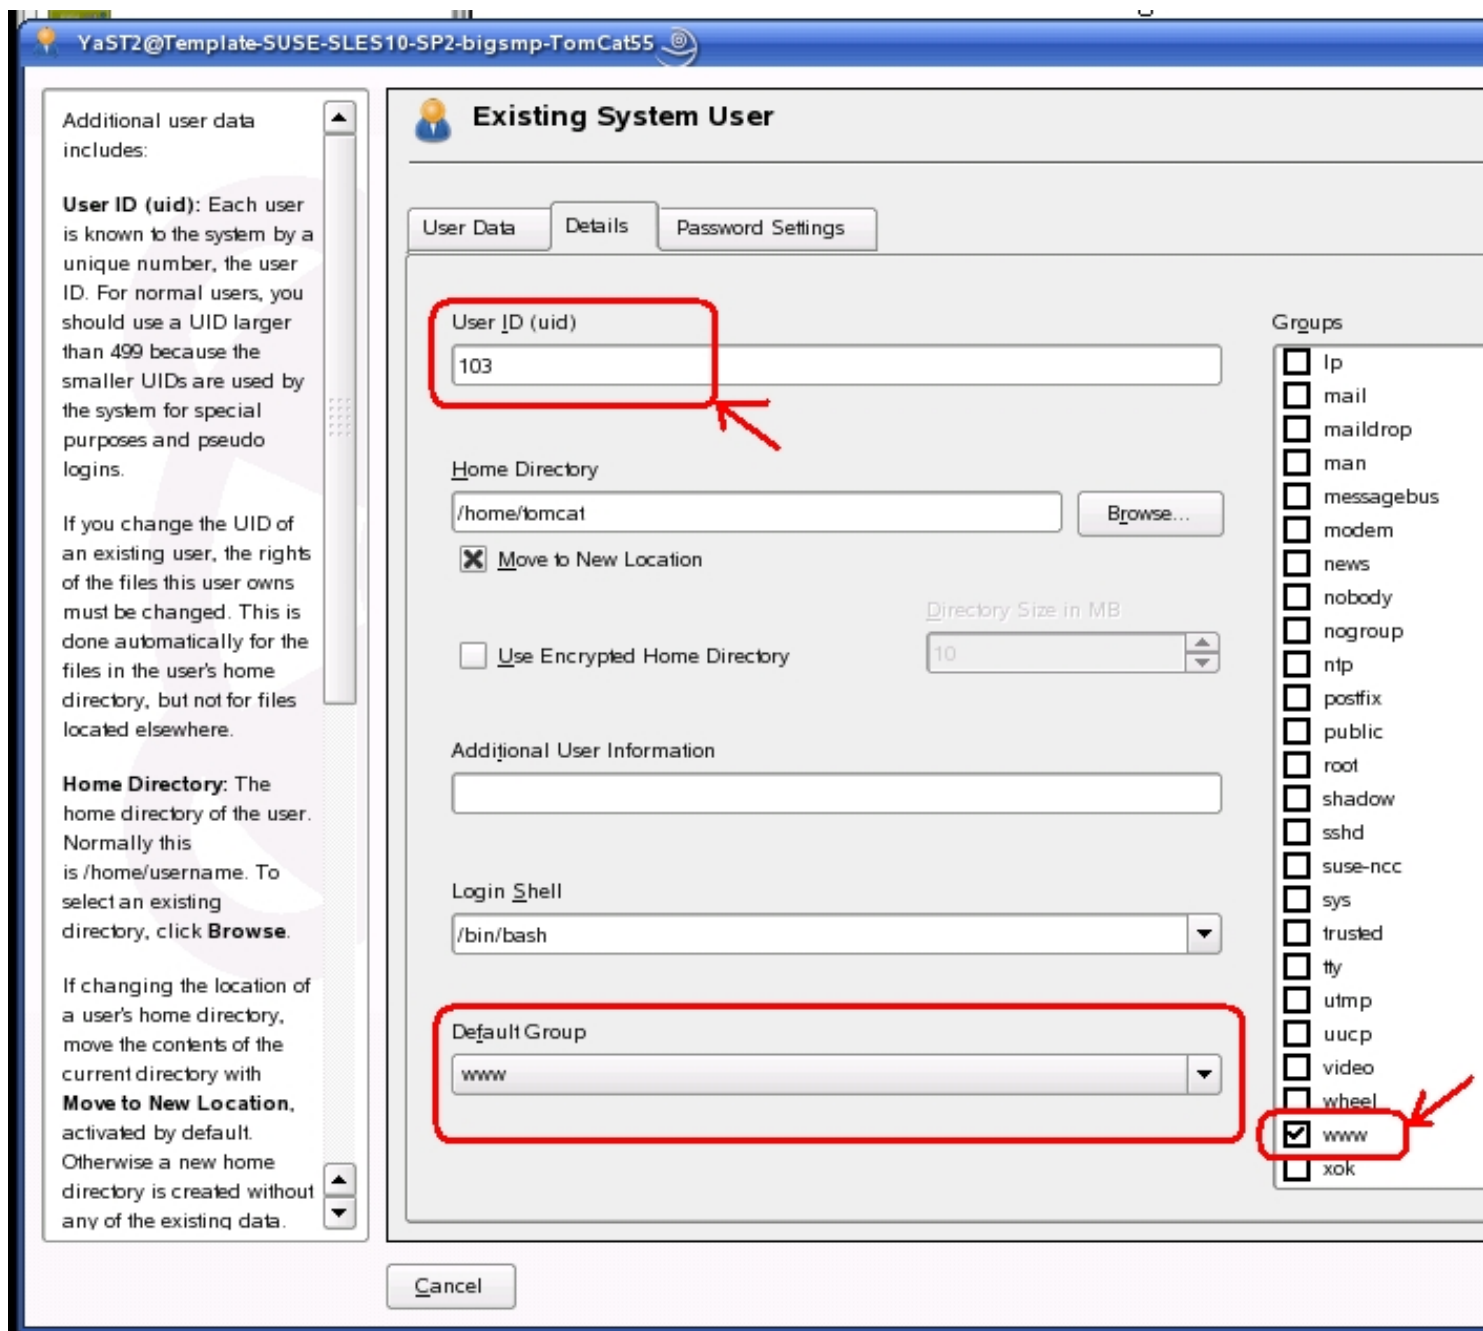 YaST2@Template-SUSE-SLES10-SP2-bigsmp-TomCat55
Additional user data
includes:
User ID (uid): Each user
is known to the system by a
unique number, the user
ID. For normal users, you
should use a UID larger
than 499 because the
smaller UIDs are used by
the system for special
purposes and pseudo
logins.
If you change the UID of
an existing user, the rights
of the files this user owns
must be changed. This is
done automatically for the
files in the user's home
directory, but not for files
located elsewhere.
Home Directory: The
home directory of the user.
Normally this
is /home/username. To
select an existing
directory, click Browse.
If changing the location of
a user's home directory,
move the contents of the
current directory with
Move to New Location,
activated by default.
Otherwise a new home
directory is created without
any of the existing data.
Existing System User
User Data
Details
Password Settings
User ID (uid)
103
Home Directory
/home/tomcat
Browse...
Move to New Location
Directory Size in MB
Use Encrypted Home Directory
10
Additional User Information
Login Shell
/bin/bash
Default Group
www
Groups
lp
mail
maildrop
man
messagebus
modem
news
nobody
nogroup
ntp
postfix
public
root
shadow
sshd
suse-ncc
sys
trusted
tty
utmp
uucp
video
wheel
www
xok
Cancel